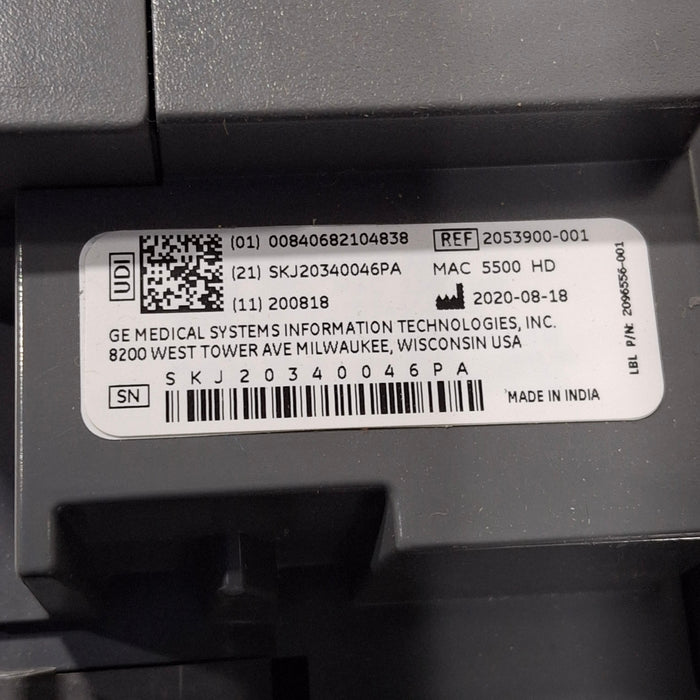 UDI
(01) 00840682104838 REF 2053900-001
(21) SKJ20340046PA MAC 5500 HD
(11) 200818 2020-08-18
GE MEDICAL SYSTEMS INFORMATION TECHNOLOGIES, INC.
8200 WEST TOWER AVE MILWAUKEE, WISCONSIN USA
SN SKJ20340046PA
MADE IN INDIA
LBL P/N: 2096556-001